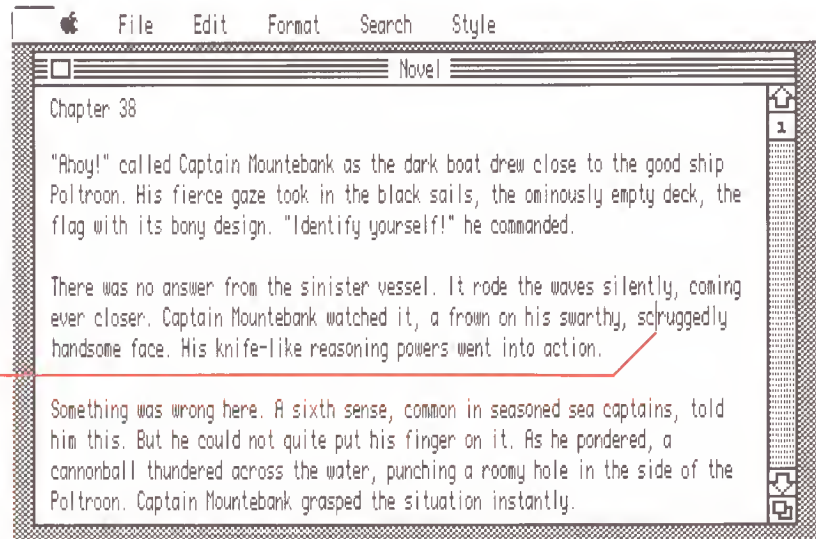 File Edit Format Search Style
Novel
Chapter 38
1
"Ahoy!" called Captain Mountebank as the dark boat drew close to the good ship
Poltroon. His fierce gaze took in the black sails, the ominously empty deck, the
flag with its bony design. "Identify yourself!" he commanded.
There was no answer from the sinister vessel. It rode the waves silently, coming
ever closer. Captain Mountebank watched it, a frown on his swarthy, scruggedly
handsome face. His knife-like reasoning powers went into action.
Something was wrong here. A sixth sense, common in seasoned sea captains, told
him this. But he could not quite put his finger on it. As he pondered, a
cannonball thundered across the water, punching a roomy hole in the side of the
Poltroon. Captain Mountebank grasped the situation instantly.